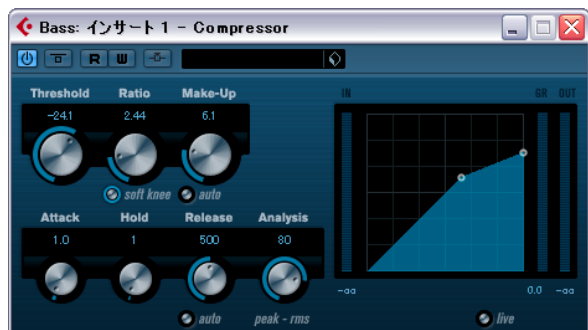 Bass: インサート 1 - Compressor
R W
Threshold Ratio Make-Up
-24.1 2.44 6.1
soft knee auto
Attack Hold Release Analysis
1.0 1 500 80
auto peak - rms
IN GR OUT
-oo 0.0 -oo
live